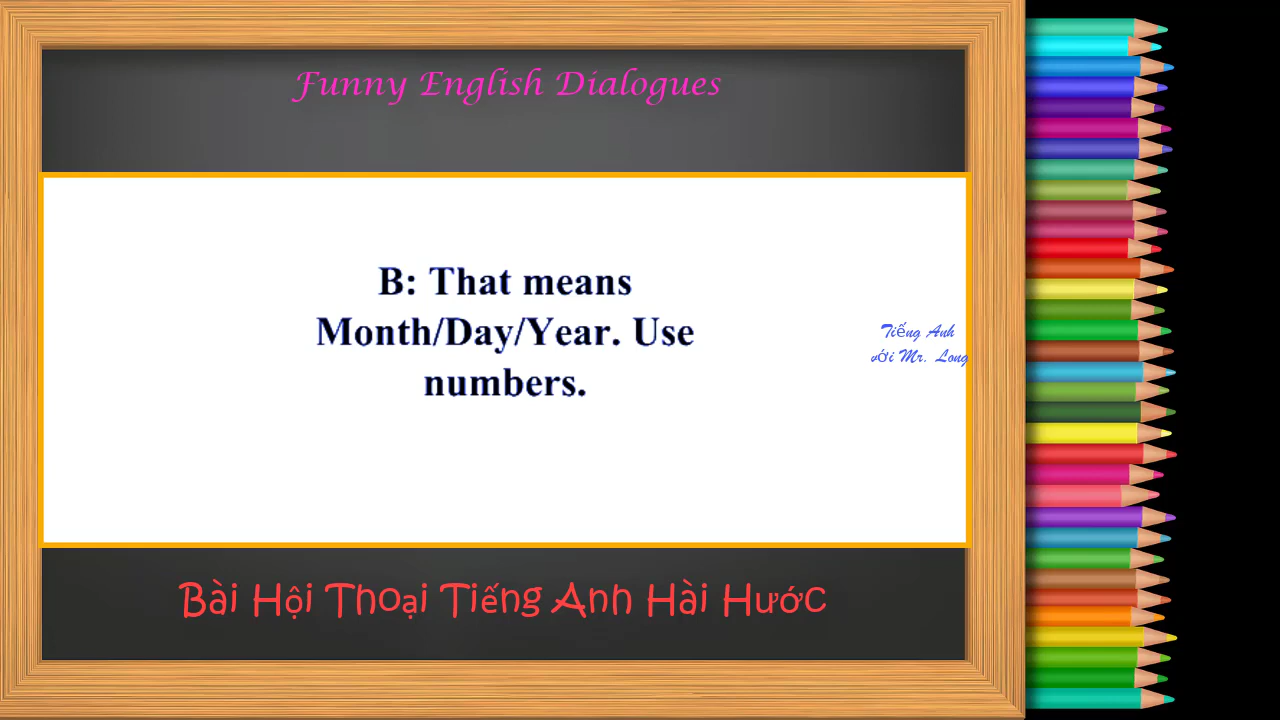 Funny English Dialogues
B: That means
Month/Day/Year. Use
numbers.
Tiếng Anh
với Mr. Long
Bài Hội Thoại Tiếng Anh Hài Hước